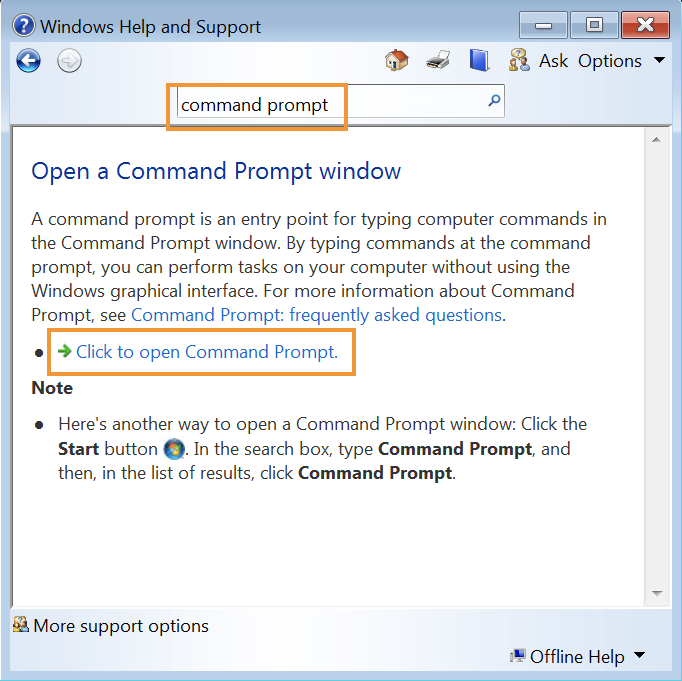 Windows Help and Support
Ask Options
command prompt
Open a Command Prompt window
A command prompt is an entry point for typing computer commands in
the Command Prompt window. By typing commands at the command
prompt, you can perform tasks on your computer without using the
Windows graphical interface. For more information about Command
Prompt, see Command Prompt: frequently asked questions.
Click to open Command Prompt.
Note
Here's another way to open a Command Prompt window: Click the
Start button . In the search box, type Command Prompt, and
then, in the list of results, click Command Prompt.
More support options
Offline Help